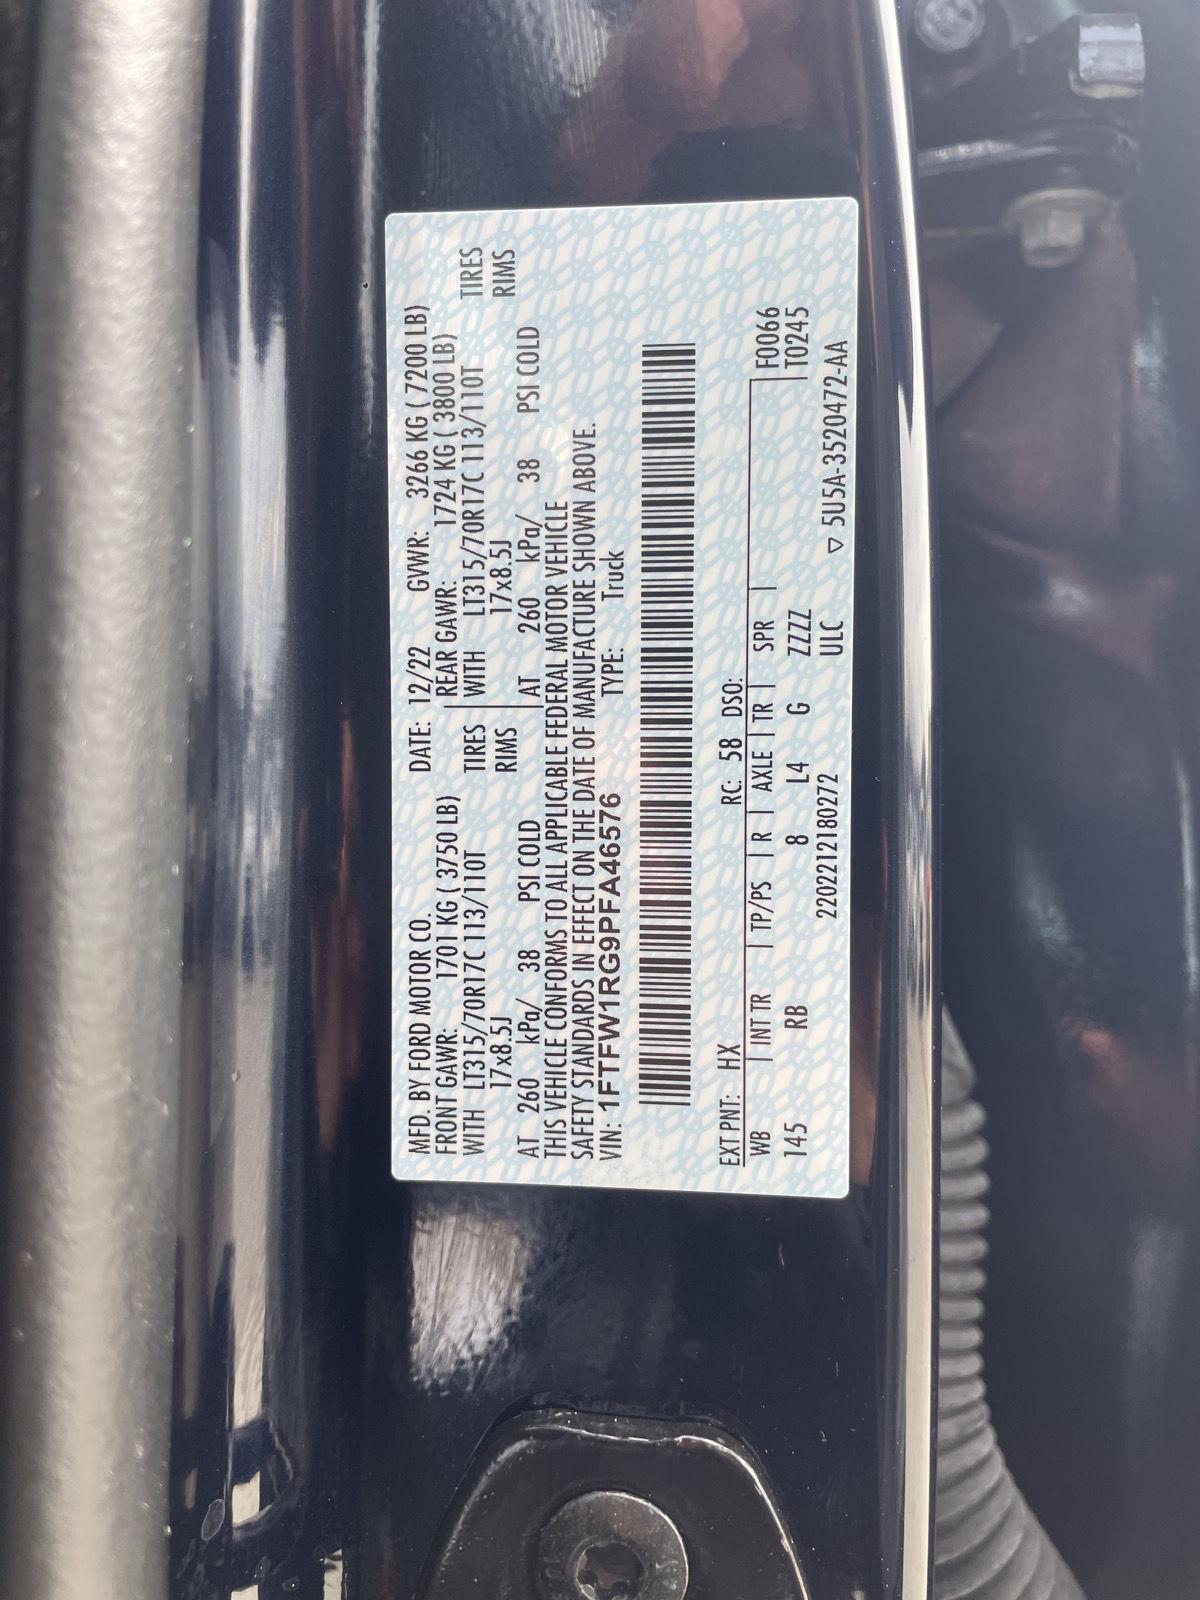 MFD. BY FORD MOTOR CO. DATE: 12/22 GVWR: 3266 KG ( 7200 LB)
FRONT GAWR: 1701 KG ( 3750 LB) REAR GAWR: 1724 KG ( 3800 LB)
WITH LT315/70R17C 113/110T TIRES WITH LT315/70R17C 113/110T TIRES
17x8.5J RIMS 17x8.5J RIMS
AT 260 kPa/ 38 PSI COLD AT 260 kPa/ 38 PSI COLD
THIS VEHICLE CONFORMS TO ALL APPLICABLE FEDERAL MOTOR VEHICLE
SAFETY STANDARDS IN EFFECT ON THE DATE OF MANUFACTURE SHOWN ABOVE.
VIN: 1FTFW1RG9PFA46576 TYPE: Truck
EXT PNT: HX RC: 58 DSO:
WB INT TR TP/PS R AXLE TR SPR F0066
145 RB 8 L4 G ZZZZ T0245
220221218​0272 ULC
▽ 5U5A-3520472-AA